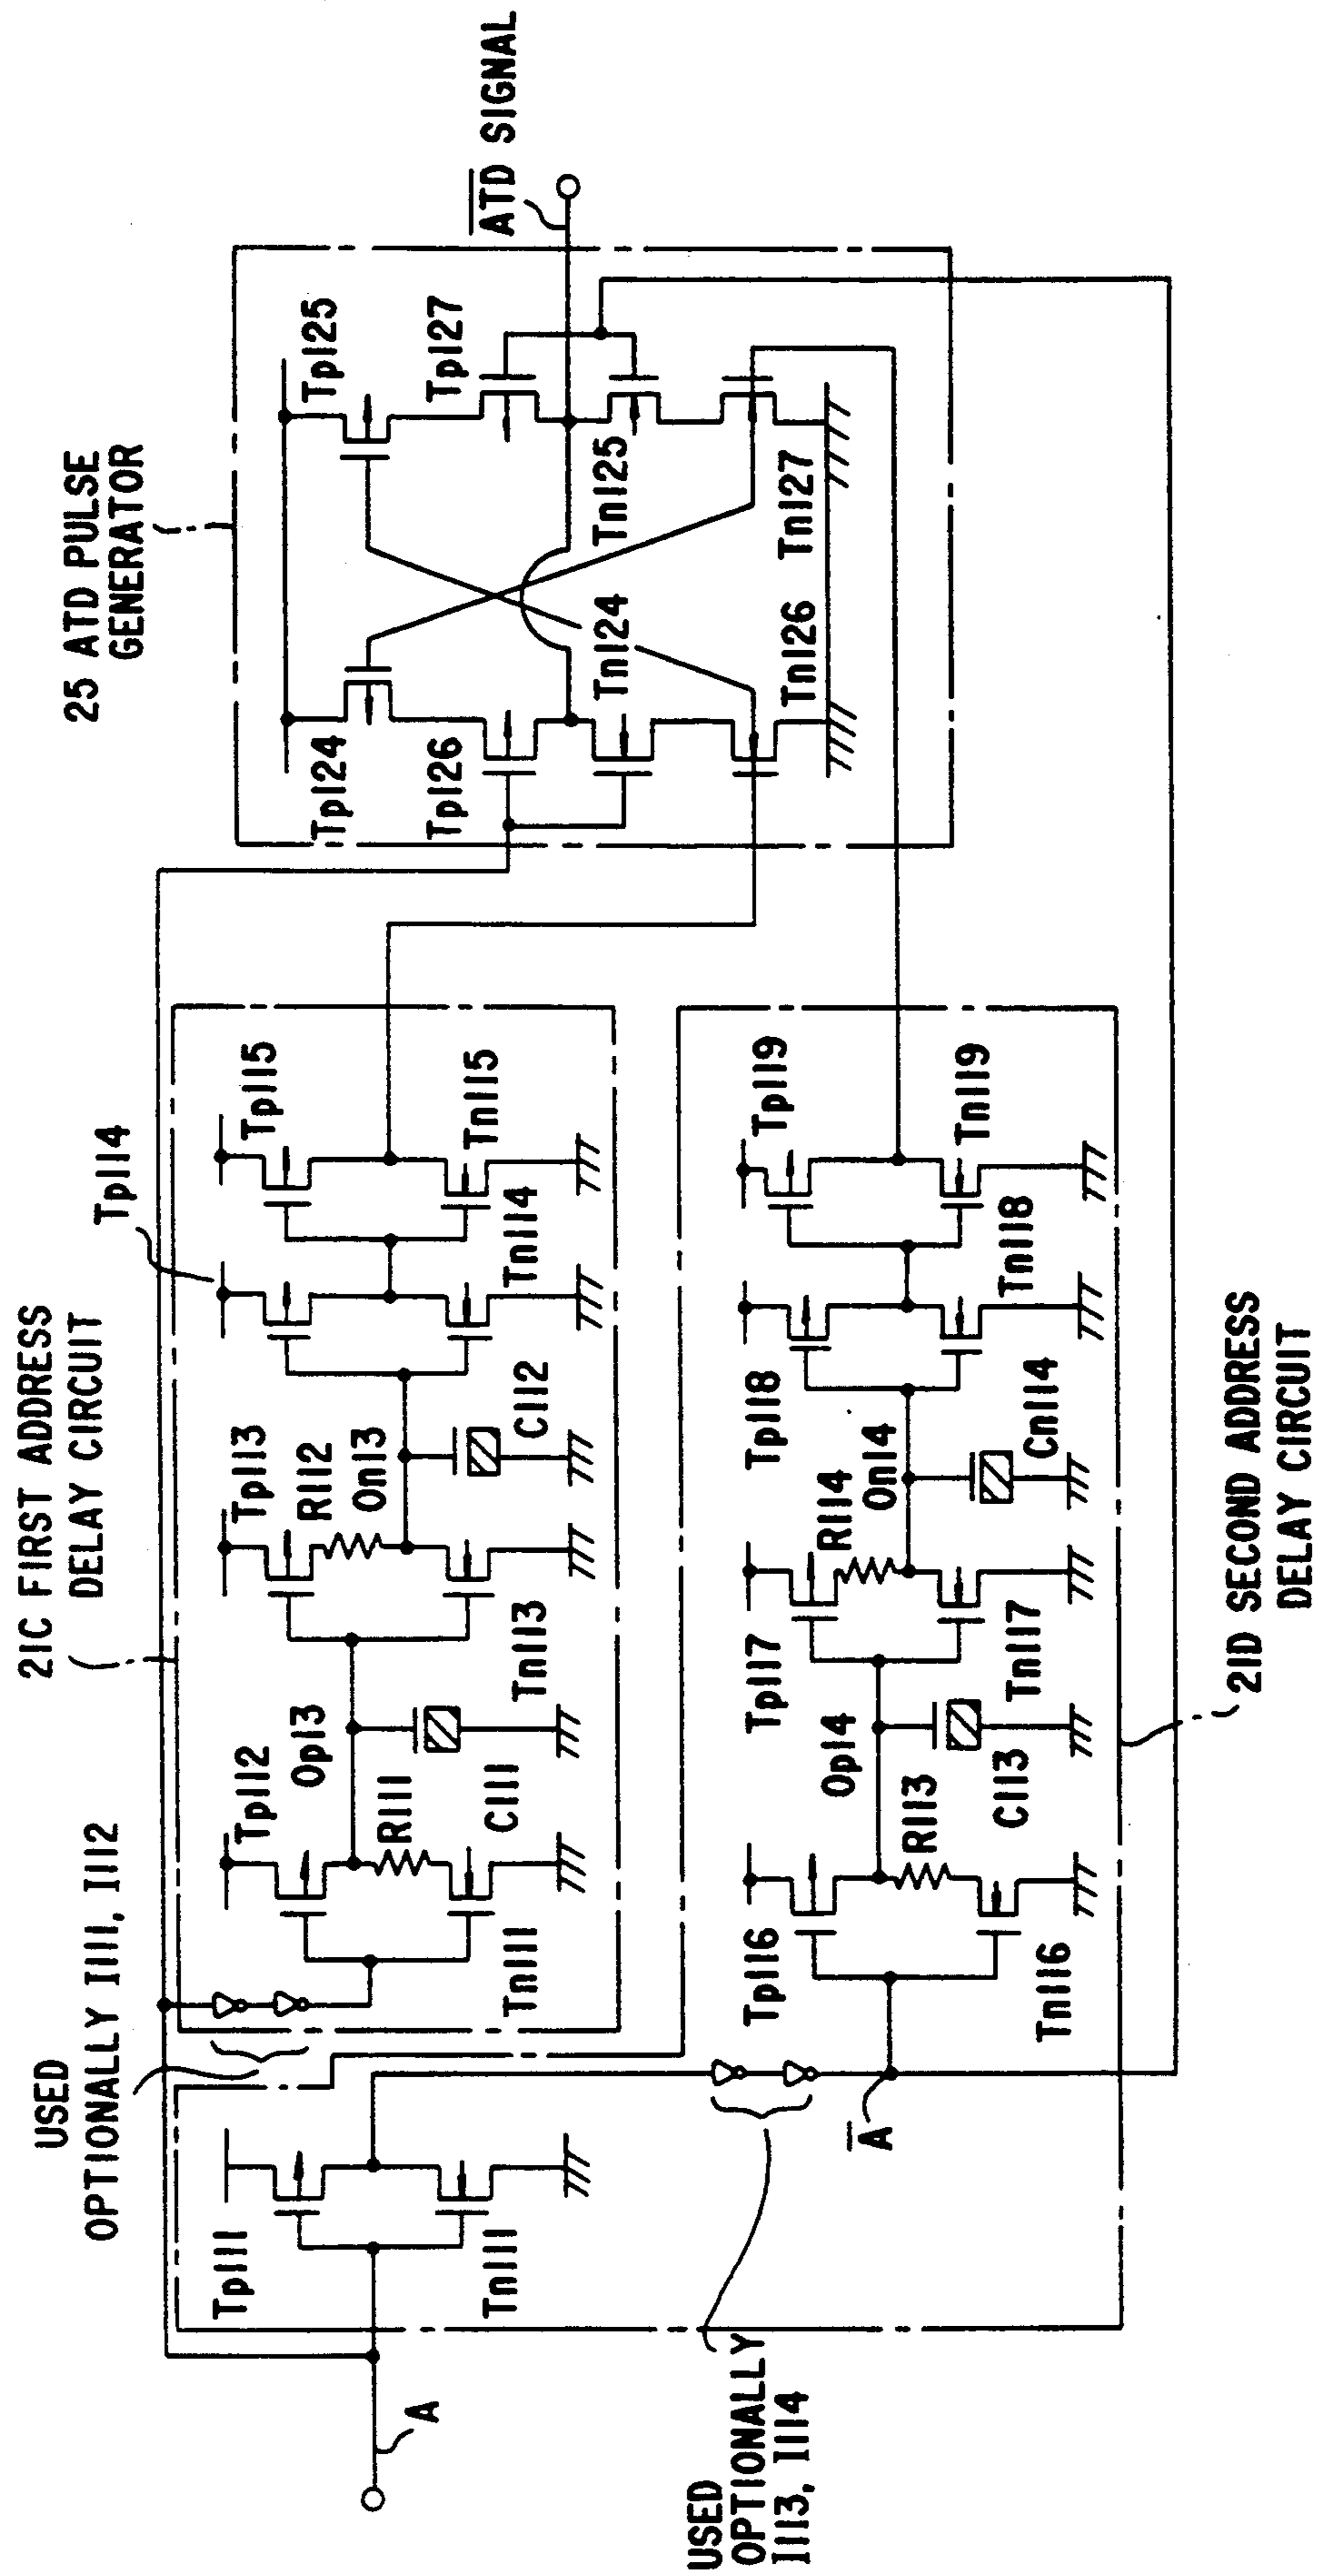 25 ATD PULSE
GENERATOR
ATD SIGNAL
Tp124
Tp125
Tp126
Tp127
Tn124
Tn125
Tn126
Tn127
21C FIRST ADDRESS
DELAY CIRCUIT
Tp114
USED
OPTIONALLY I111, I112
Tp112
Op13
R111
C111
Tn111
Tp113
R112
On13
C112
Tn113
Tn114
Tp115
Tn115
Tp111
Tn111
A
A
USED
OPTIONALLY
I113, I114
Tp116
Op14
R113
C113
Tn116
Tp117
R114
On14
Cn114
Tn117
Tp118
Tn118
Tp119
Tn119
21D SECOND ADDRESS
DELAY CIRCUIT